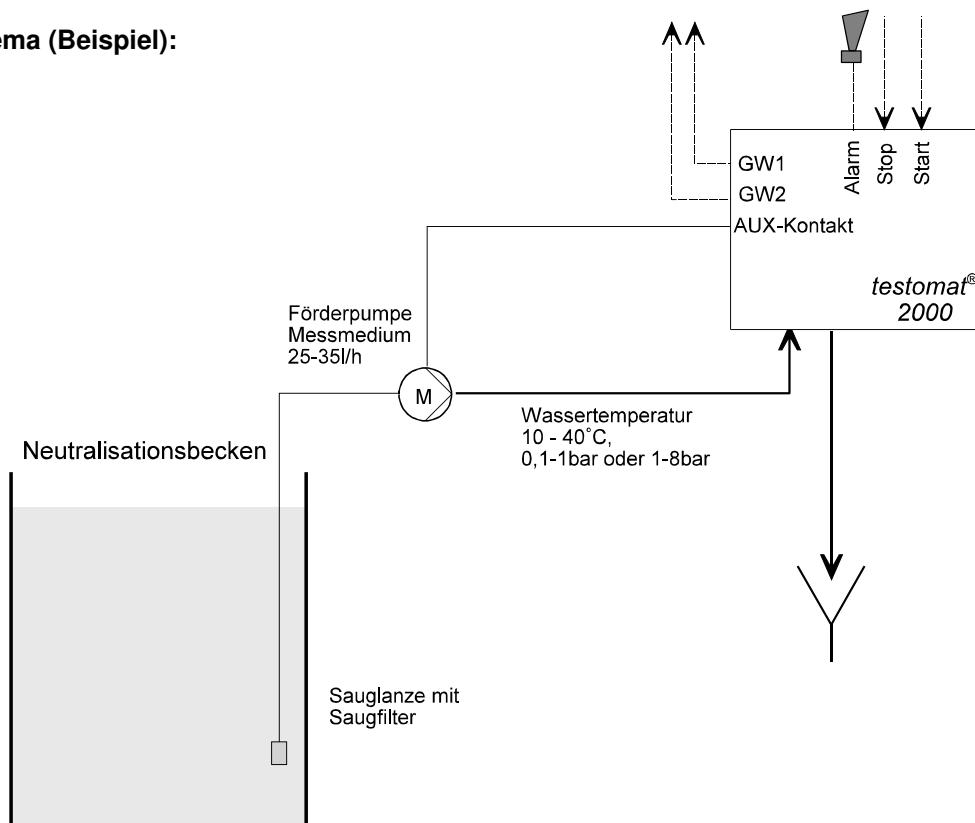 ema (Beispiel):
GW1
GW2
AUX-Kontakt
Alarm
Stop
Start
testomat®
2000
Förderpumpe
Messmedium
25-35l/h
M
Wassertemperatur
10 - 40°C,
0,1-1bar oder 1-8bar
Neutralisationsbecken
Sauglanze mit
Saugfilter